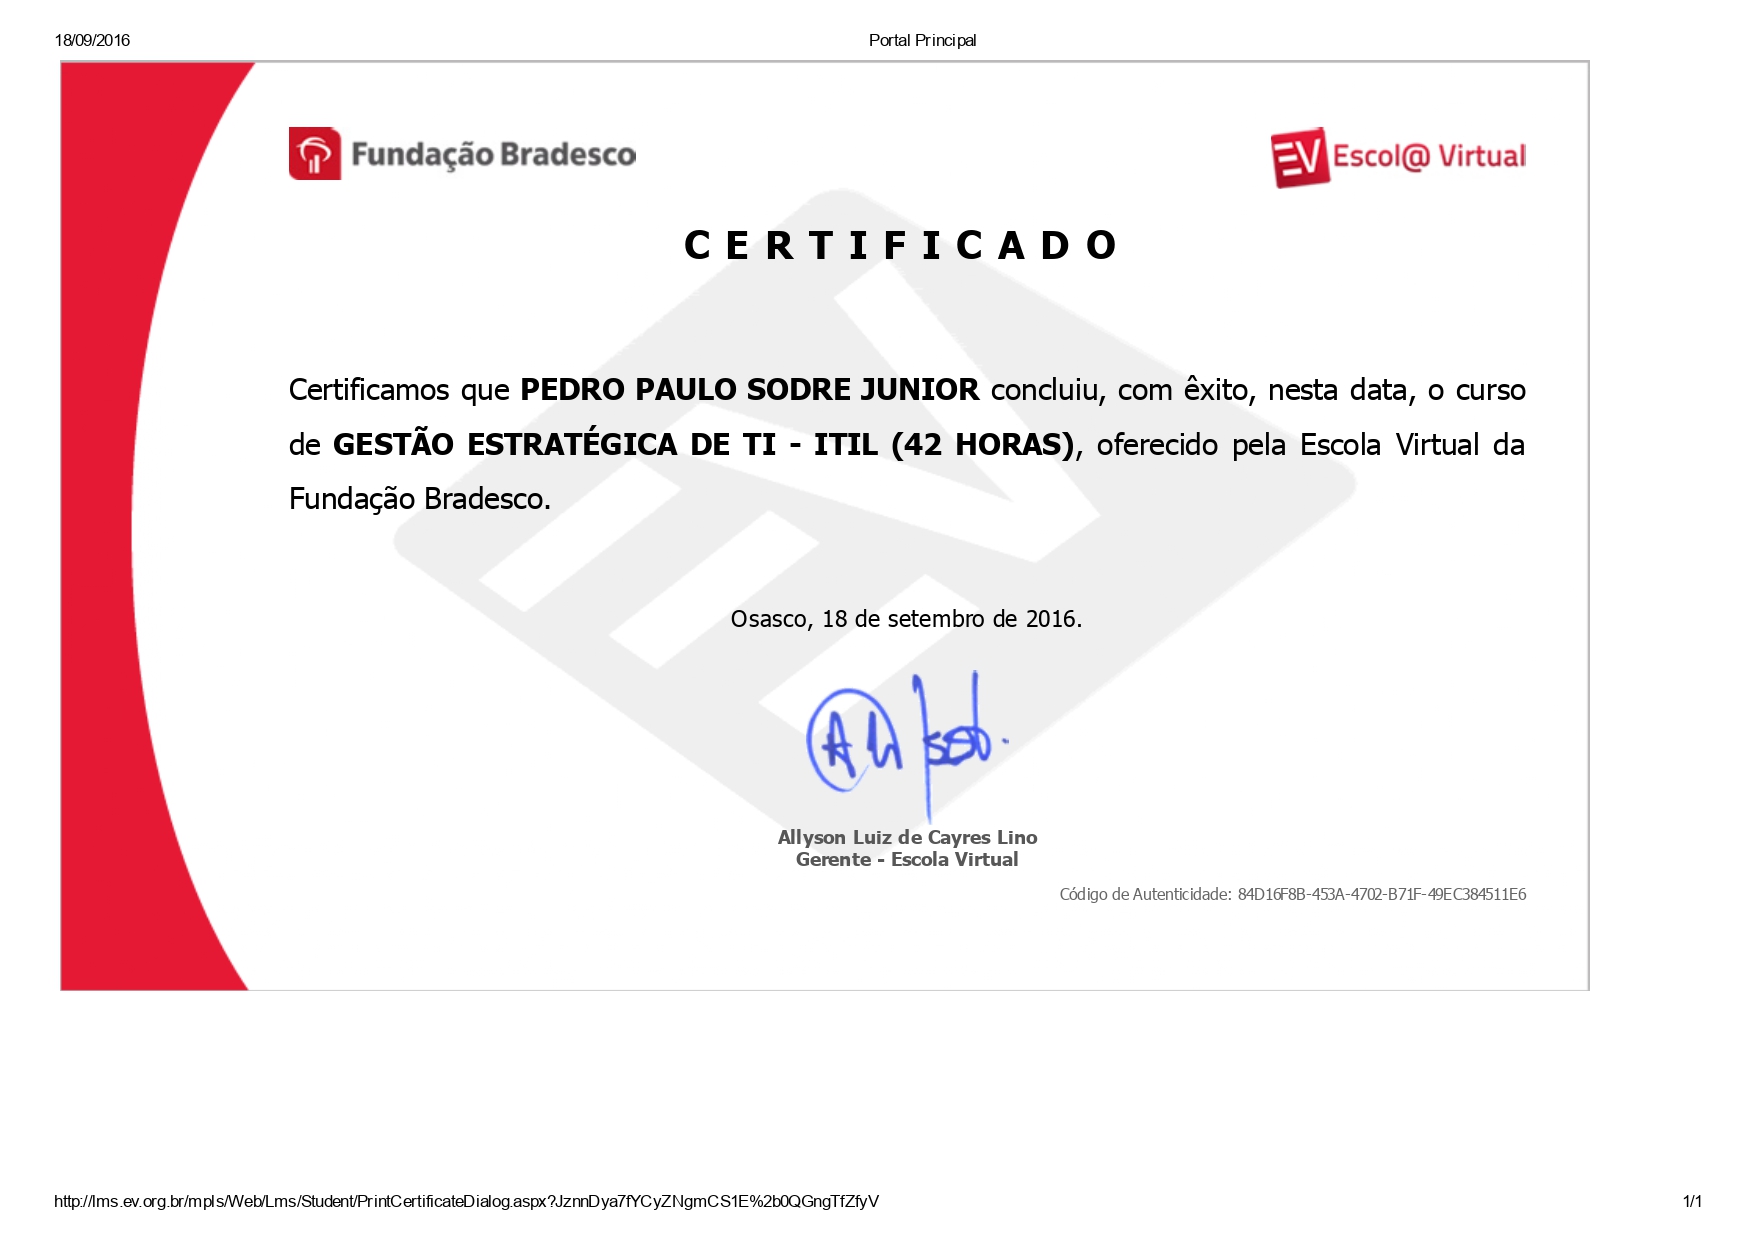 18/09/2016
Portal Principal
Fundação Bradesco
EV Escol@ Virtual
CERTIFICADO
Certificamos que PEDRO PAULO SODRE JUNIOR concluiu, com êxito, nesta data, o curso
de GESTÃO ESTRATÉGICA DE TI - ITIL (42 HORAS), oferecido pela Escola Virtual da
Fundação Bradesco.
Osasco, 18 de setembro de 2016.
Allyson Luiz de Cayres Lino
Gerente - Escola Virtual
Código de Autenticidade: 84D16F8B-453A-4702-B71F-49EC384511E6
http://lms.ev.org.br/mpls/Web/Lms/Student/PrintCertificateDialog.aspx?JznnDya7fYCyZNgmCS1E%2b0QGngTfZfyV
1/1